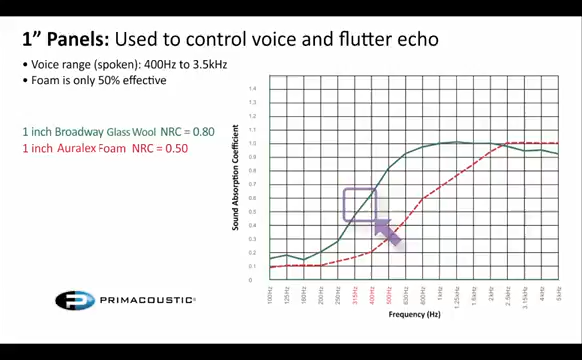 1” Panels: Used to control voice and flutter echo
• Voice range (spoken): 400Hz to 3.5kHz
• Foam is only 50% effective
1 inch Broadway Glass Wool NRC = 0.80
1 inch Auralex Foam NRC = 0.50
Sound Absorption Coefficient
1.4
1.3
1.2
1.1
1.0
0.9
0.8
0.7
0.6
0.5
0.4
0.3
0.2
0.1
0
100Hz
125Hz
160Hz
200Hz
250Hz
315Hz
400Hz
500Hz
630Hz
800Hz
1kHz
1.25kHz
1.6kHz
2kHz
2.5kHz
3.15kHz
4kHz
5kHz
Frequency (Hz)
PRIMACOUSTIC